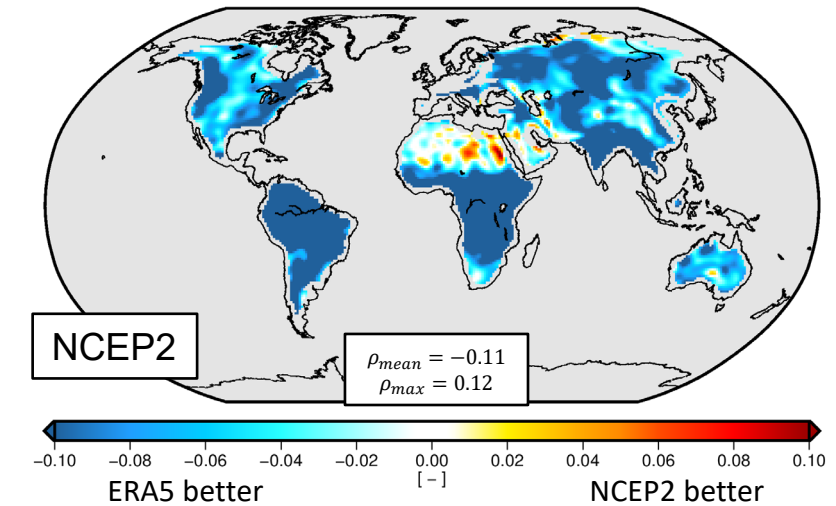 NCEP2
ρ_mean = −0.11
ρ_max = 0.12
−0.10 −0.08 −0.06 −0.04 −0.02 0.00 0.02 0.04 0.06 0.08 0.10
[ − ]
ERA5 better NCEP2 better